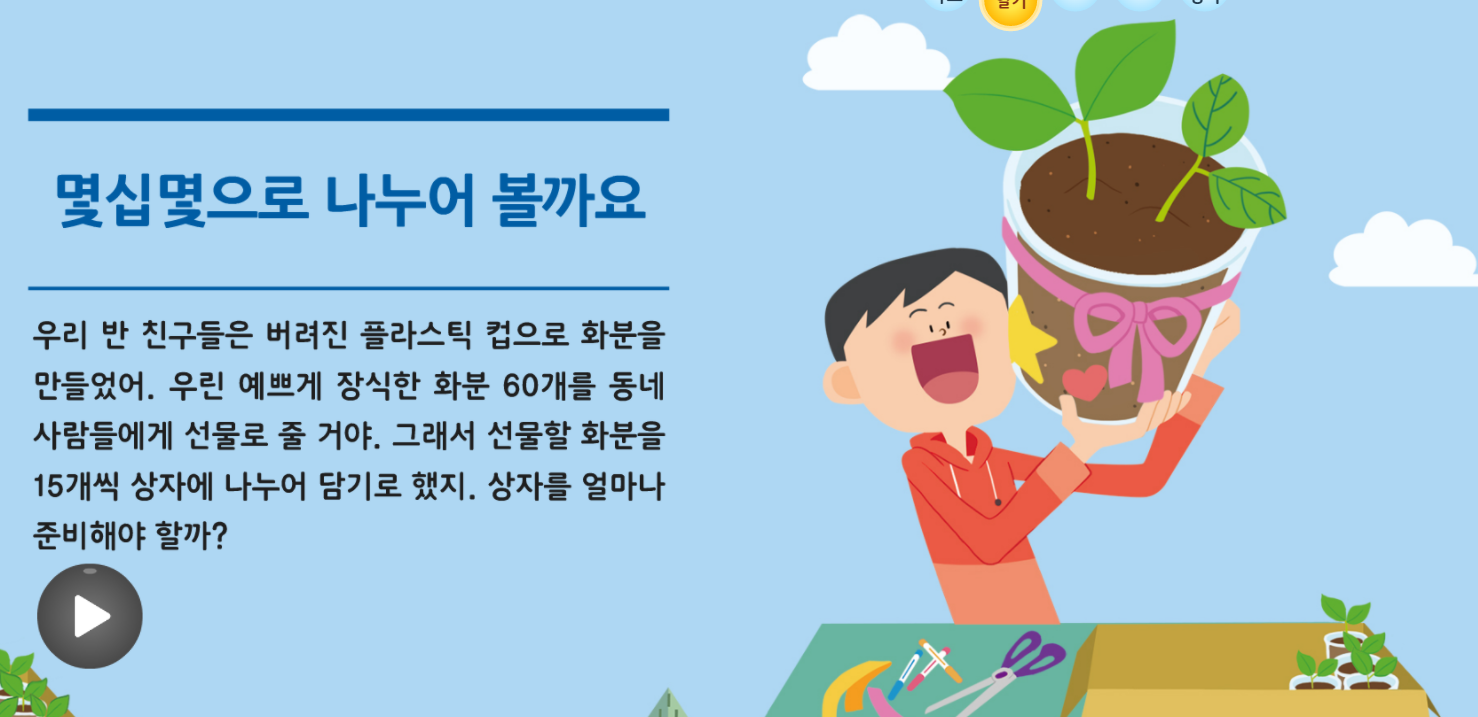 몇십몇으로 나누어 볼까요
우리 반 친구들은 버려진 플라스틱 컵으로 화분을
만들었어. 우린 예쁘게 장식한 화분 60개를 동네
사람들에게 선물로 줄 거야. 그래서 선물할 화분을
15개씩 상자에 나누어 담기로 했지. 상자를 얼마나
준비해야 할까?